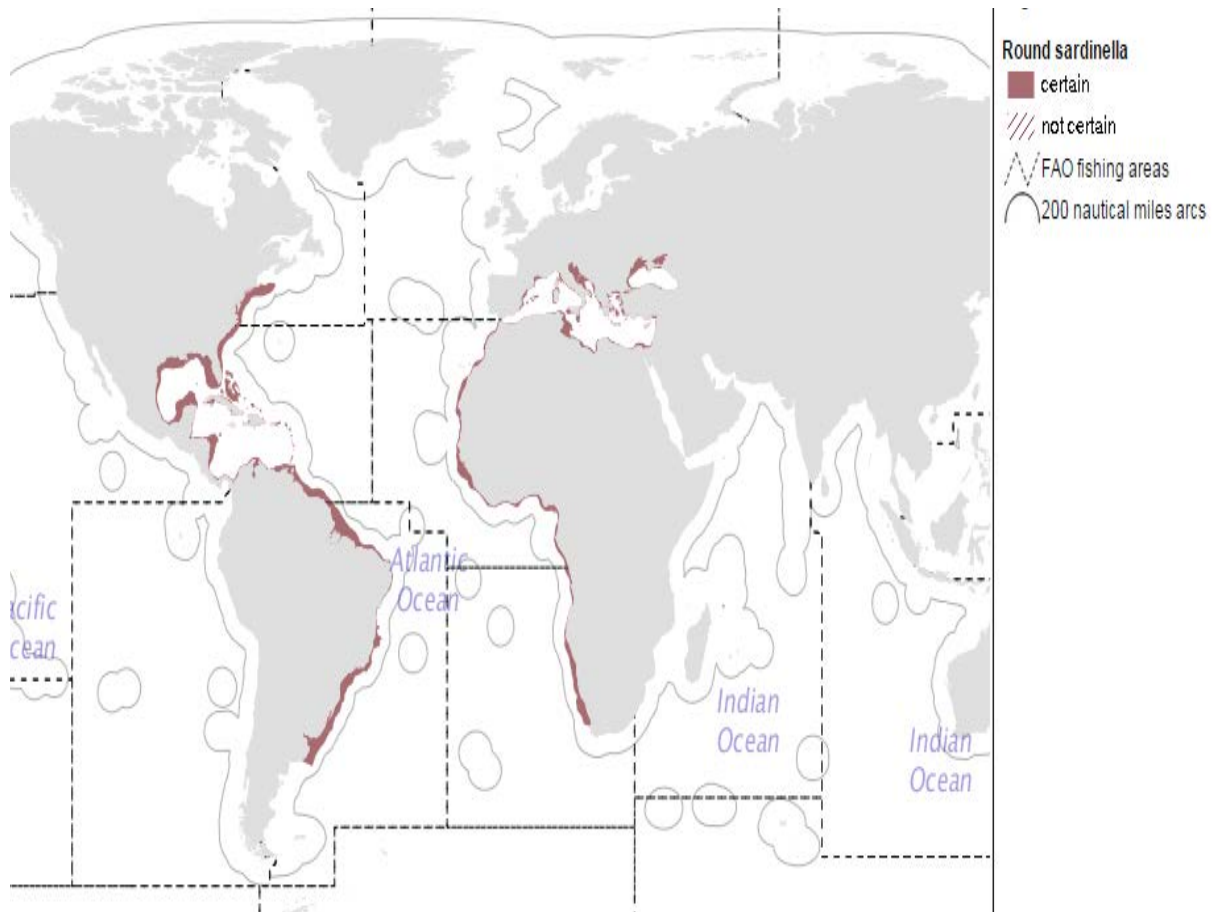 Round sardinella
certain
not certain
FAO fishing areas
200 nautical miles arcs
Atlantic
Ocean
acific
cean
Indian
Ocean
Indian
Ocean